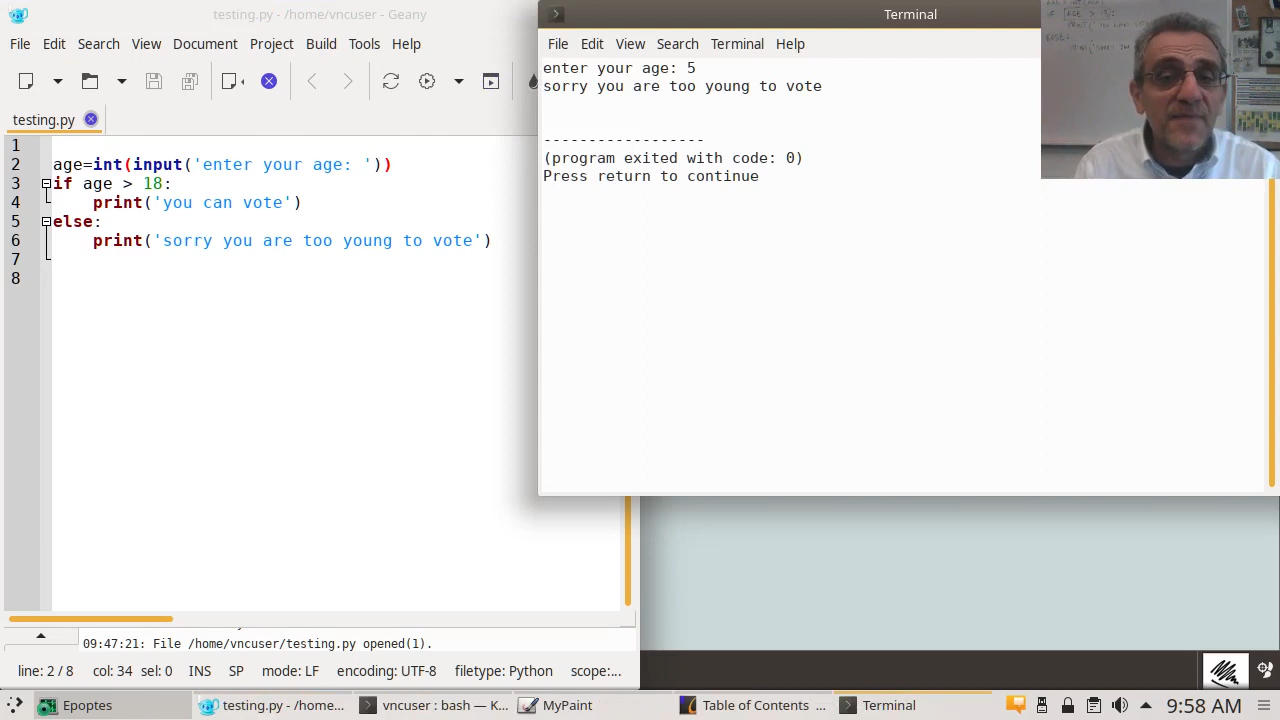 testing.py - /home/vncuser - Geany
File Edit Search View Document Project Build Tools Help
testing.py
1
2 age=int(input('enter your age: '))
3 if age > 18:
4 print('you can vote')
5 else:
6 print('sorry you are too young to vote')
7
8
09:47:21: File /home/vncuser/testing.py opened(1).
line: 2 / 8 col: 34 sel: 0 INS SP mode: LF encoding: UTF-8 filetype: Python scope:...
Terminal
File Edit View Search Terminal Help
enter your age: 5
sorry you are too young to vote
------------------
(program exited with code: 0)
Press return to continue
Epoptes testing.py - /home... vncuser : bash — K... MyPaint Table of Contents ... Terminal 9:58 AM